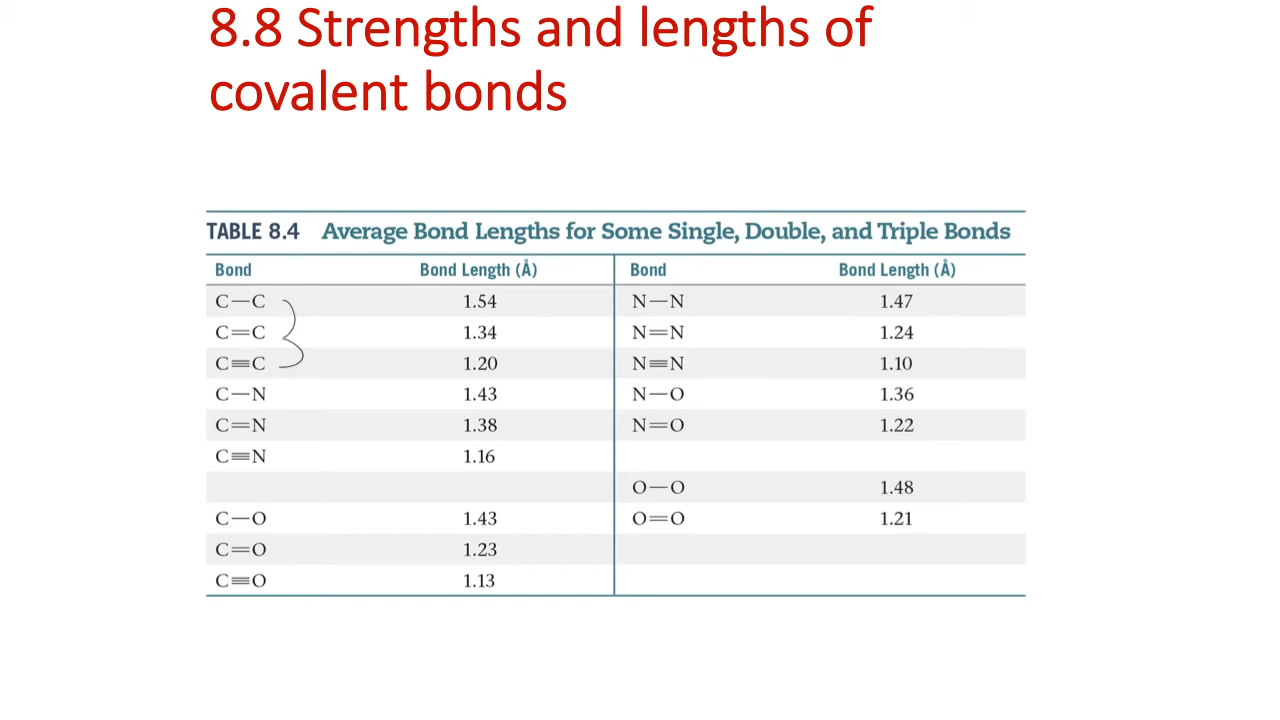 8.8 Strengths and lengths of
covalent bonds
TABLE 8.4 Average Bond Lengths for Some Single, Double, and Triple Bonds
Bond Bond Length (Å) Bond Bond Length (Å)
C—C 1.54 N—N 1.47
C=C 1.34 N=N 1.24
C≡C 1.20 N≡N 1.10
C—N 1.43 N—O 1.36
C=N 1.38 N=O 1.22
C≡N 1.16
O—O 1.48
C—O 1.43 O=O 1.21
C=O 1.23
C≡O 1.13